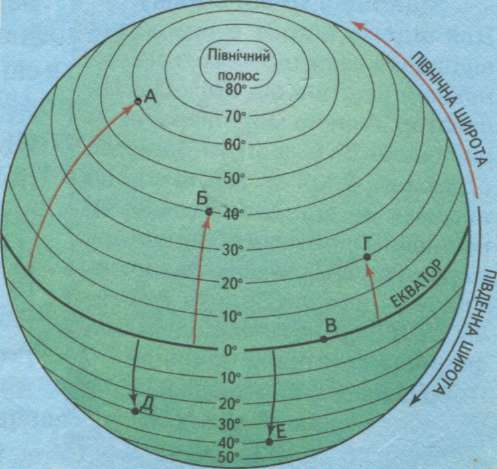 Північний
полюс
80°
А
70°
60°
50°
Б
40°
30°
Г
20°
10°
ЕКВАТОР
В
0°
10°
20°
Д
30°
Е
40°
50°
ПІВНІЧНА ШИРОТА
ПІВДЕННА ШИРОТА